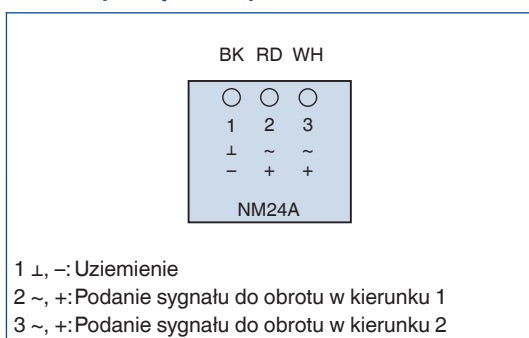 BK RD WH
1 2 3
⊥ ~ ~
– + +
NM24A
1 ⊥, –: Uziemienie
2 ~, +: Podanie sygnału do obrotu w kierunku 1
3 ~, +: Podanie sygnału do obrotu w kierunku 2